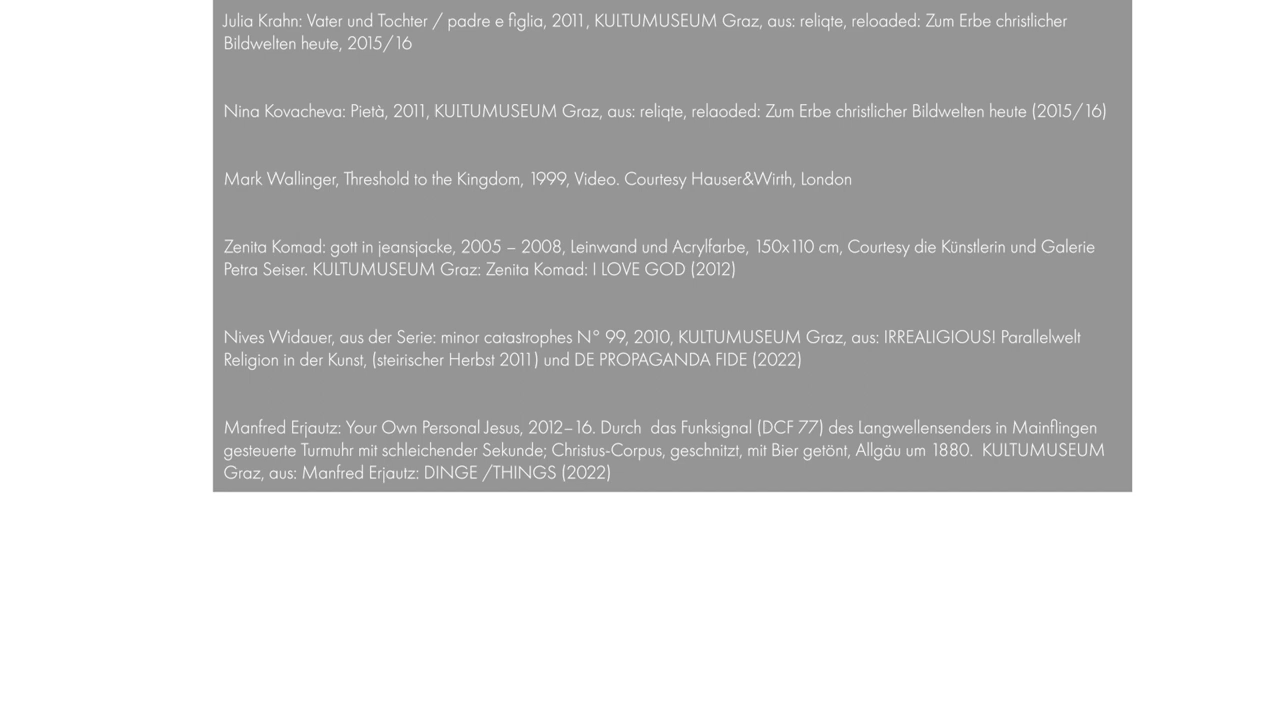 Julia Krahn: Vater und Tochter / padre e figlia, 2011, KULTUMUSEUM Graz, aus: reliqte, reloaded: Zum Erbe christlicher
Bildwelten heute, 2015/16
Nina Kovacheva: Pietà, 2011, KULTUMUSEUM Graz, aus: reliqte, relaoded: Zum Erbe christlicher Bildwelten heute (2015/16)
Mark Wallinger, Threshold to the Kingdom, 1999, Video. Courtesy Hauser&Wirth, London
Zenita Komad: gott in jeansjacke, 2005 – 2008, Leinwand und Acrylfarbe, 150x110 cm, Courtesy die Künstlerin und Galerie
Petra Seiser. KULTUMUSEUM Graz: Zenita Komad: I LOVE GOD (2012)
Nives Widauer, aus der Serie: minor catastrophes N° 99, 2010, KULTUMUSEUM Graz, aus: IRREALIGIOUS! Parallelwelt
Religion in der Kunst, (steirischer Herbst 2011) und DE PROPAGANDA FIDE (2022)
Manfred Erjautz: Your Own Personal Jesus, 2012–16. Durch  das Funksignal (DCF 77) des Langwellensenders in Mainflingen
gesteuerte Turmuhr mit schleichender Sekunde; Christus-Corpus, geschnitzt, mit Bier getönt, Allgäu um 1880.  KULTUMUSEUM
Graz, aus: Manfred Erjautz: DINGE /THINGS (2022)